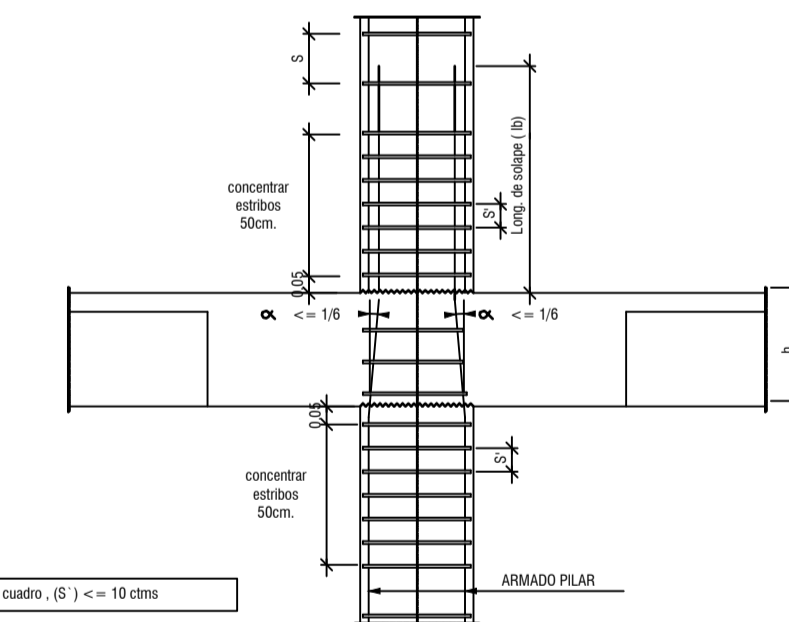 S
Long. de solape ( lb)
concentrar
estribos
50cm.
S'
0,05
α <= 1/6
α <= 1/6
h
0,05
S'
concentrar
estribos
50cm.
ARMADO PILAR
cuadro , (S`) <= 10 ctms